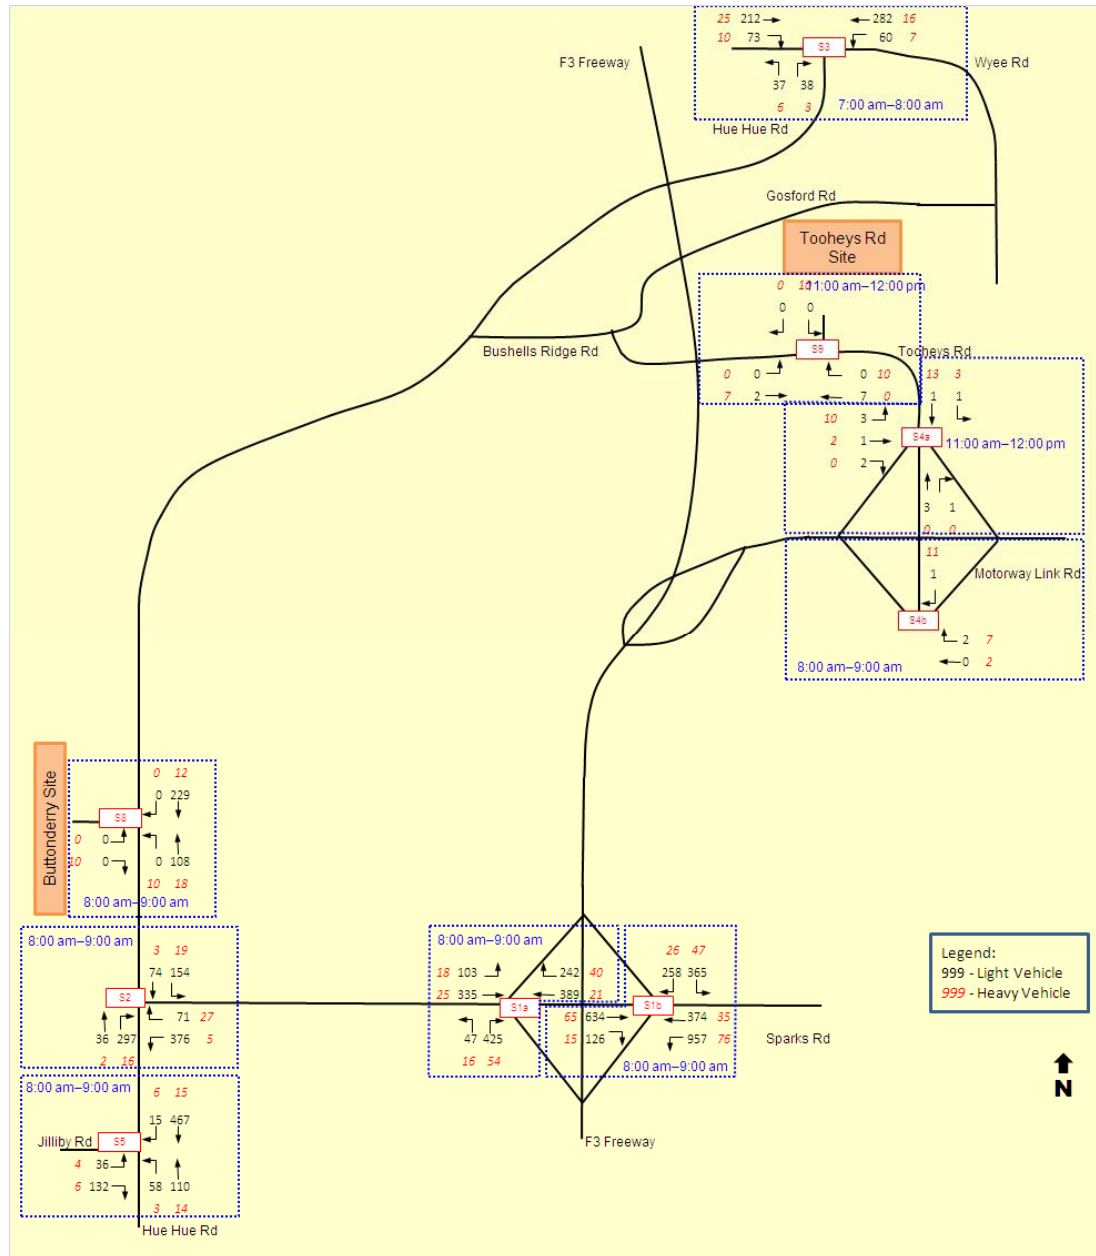 25 212 282 16
10 73 S3 60 7
F3 Freeway
Wyee Rd
37 38
6 3
7:00 am–8:00 am
Hue Hue Rd
Gosford Rd
Tooheys Rd
Site
0 10
11:00 am–12:00 pm
0 0
S9
Bushells Ridge Rd
Tooheys Rd
0 0 0 10
7 2 7 0
13 3
1 1
10 3
2 1
0 2
S4a
11:00 am–12:00 pm
3 1
0 0
11
1
Motorway Link Rd
S4b
2 7
0 2
8:00 am–9:00 am
Buttonderry Site
0 12
0 229
S8
0 0
10 0
0 108
10 18
8:00 am–9:00 am
8:00 am–9:00 am
3 19
74 154
S2
71 27
36 297 376 5
2 16
8:00 am–9:00 am
18 103 242 40
25 335 389 21
S1a
47 425
16 54
26 47
258 365
65 634 S1b 374 35
15 126 957 76
8:00 am–9:00 am
Sparks Rd
Legend:
999 - Light Vehicle
999 - Heavy Vehicle
N
8:00 am–9:00 am
6 15
15 467
Jilliby Rd
S5
4 36
6 132
58 110
3 14
F3 Freeway
Hue Hue Rd